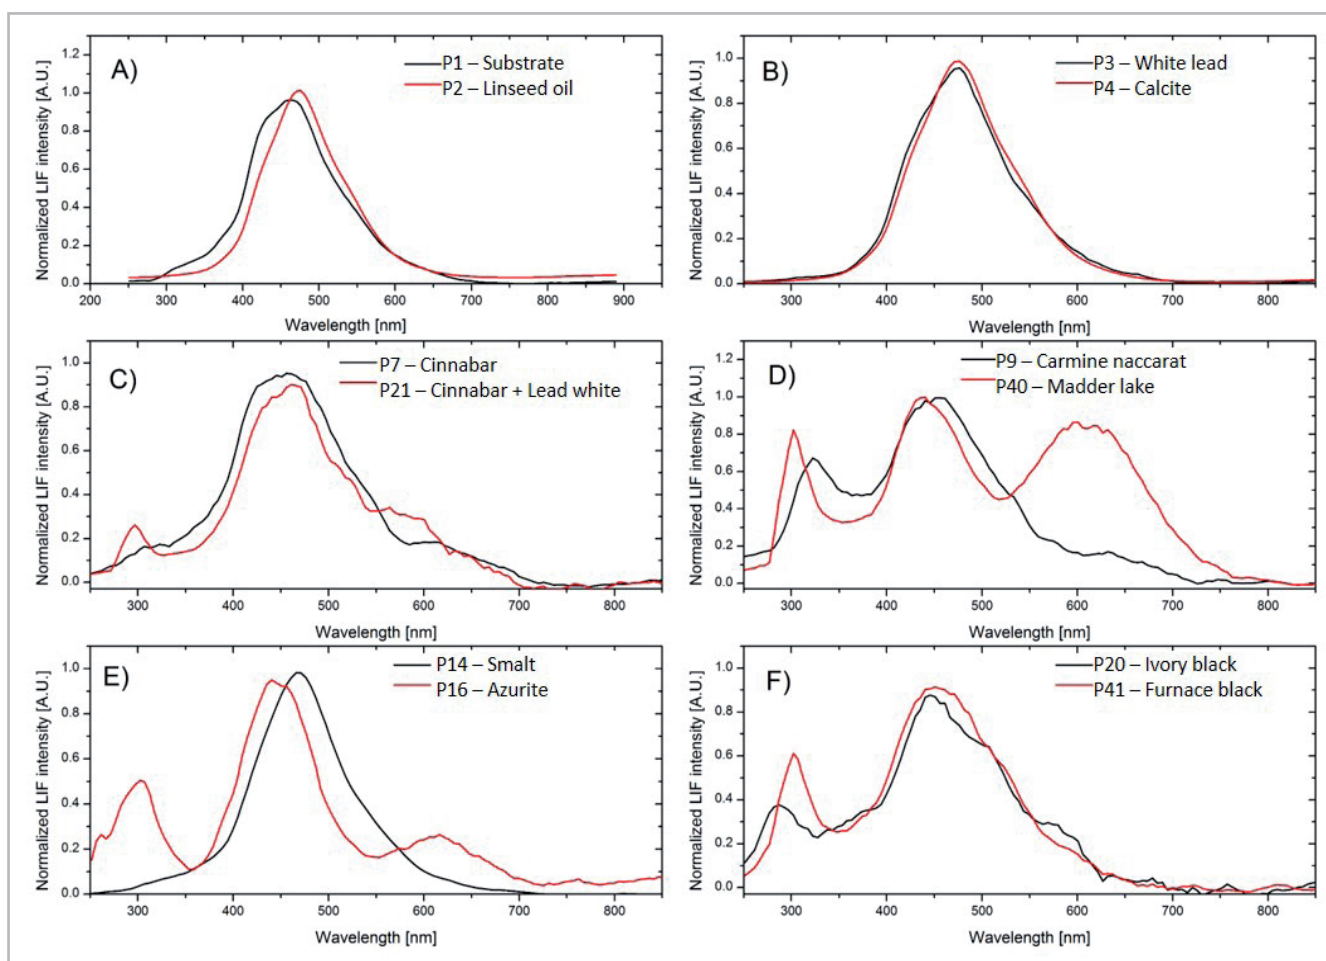 A)
P1 – Substrate
P2 – Linseed oil
Normalized LIF intensity [A.U.]
1.2
1.0
0.8
0.6
0.4
0.2
0.0
200 300 400 500 600 700 800 900
Wavelength [nm]
B)
P3 – White lead
P4 – Calcite
Normalized LIF intensity [A.U.]
1.0
0.8
0.6
0.4
0.2
0.0
300 400 500 600 700 800
Wavelength [nm]
C)
P7 – Cinnabar
P21 – Cinnabar + Lead white
Normalized LIF intensity [A.U.]
1.0
0.8
0.6
0.4
0.2
0.0
300 400 500 600 700 800
Wavelength [nm]
D)
P9 – Carmine naccarat
P40 – Madder lake
Normalized LIF intensity [A.U.]
1.2
1.0
0.8
0.6
0.4
0.2
0.0
300 400 500 600 700 800
Wavelength [nm]
E)
P14 – Smalt
P16 – Azurite
Normalized LIF intensity [A.U.]
1.0
0.8
0.6
0.4
0.2
0.0
300 400 500 600 700 800
Wavelength [nm]
F)
P20 – Ivory black
P41 – Furnace black
Normalized LIF intensity [A.U.]
1.0
0.8
0.6
0.4
0.2
0.0
300 400 500 600 700 800
Wavelength [nm]